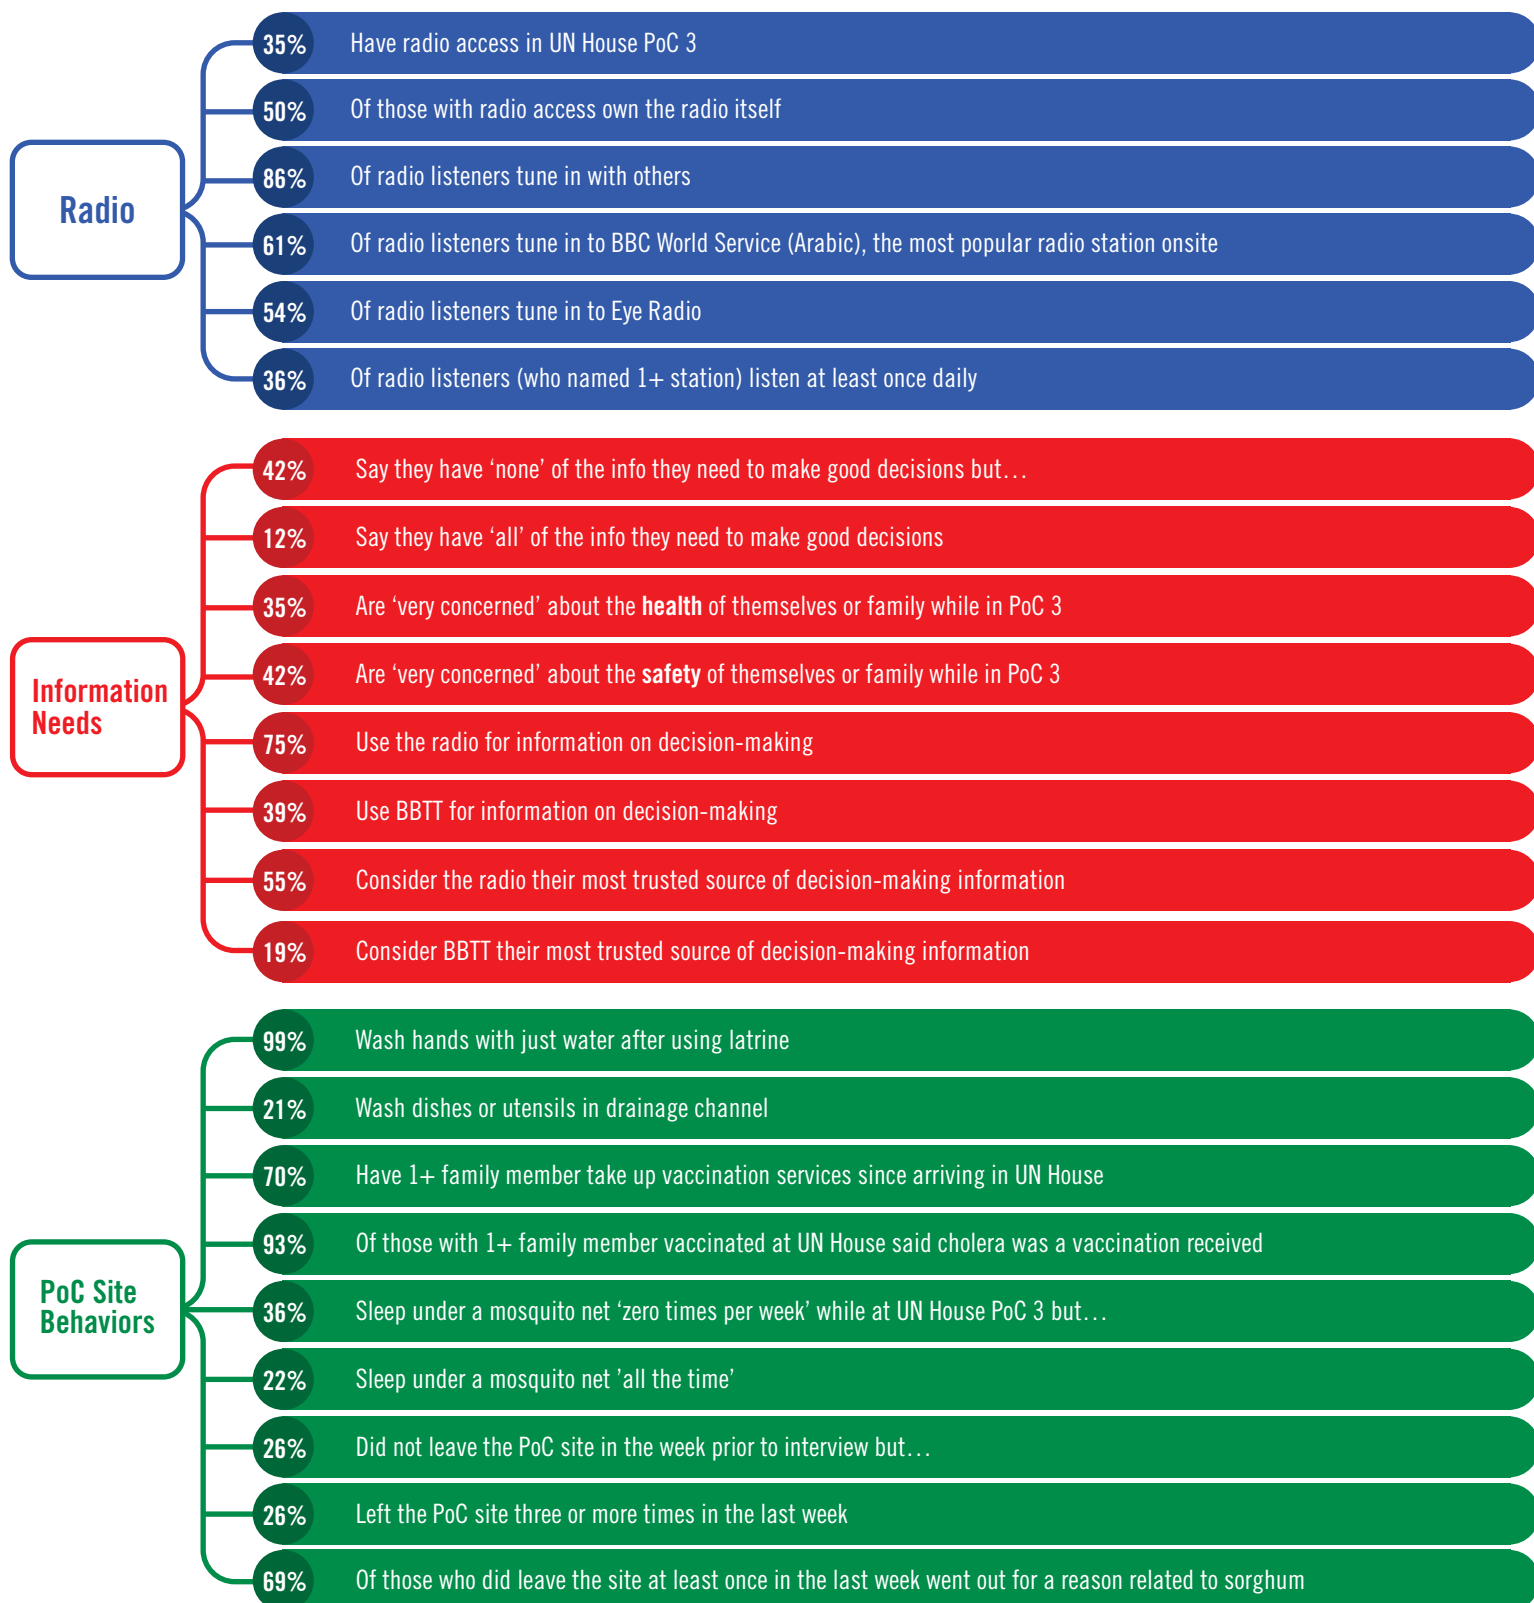 Radio
35% Have radio access in UN House PoC 3
50% Of those with radio access own the radio itself
86% Of radio listeners tune in with others
61% Of radio listeners tune in to BBC World Service (Arabic), the most popular radio station onsite
54% Of radio listeners tune in to Eye Radio
36% Of radio listeners (who named 1+ station) listen at least once daily
Information
Needs
42% Say they have ‘none’ of the info they need to make good decisions but…
12% Say they have ‘all’ of the info they need to make good decisions
35% Are ‘very concerned’ about the health of themselves or family while in PoC 3
42% Are ‘very concerned’ about the safety of themselves or family while in PoC 3
75% Use the radio for information on decision-making
39% Use BBTT for information on decision-making
55% Consider the radio their most trusted source of decision-making information
19% Consider BBTT their most trusted source of decision-making information
PoC Site
Behaviors
99% Wash hands with just water after using latrine
21% Wash dishes or utensils in drainage channel
70% Have 1+ family member take up vaccination services since arriving in UN House
93% Of those with 1+ family member vaccinated at UN House said cholera was a vaccination received
36% Sleep under a mosquito net ‘zero times per week’ while at UN House PoC 3 but…
22% Sleep under a mosquito net ’all the time’
26% Did not leave the PoC site in the week prior to interview but…
26% Left the PoC site three or more times in the last week
69% Of those who did leave the site at least once in the last week went out for a reason related to sorghum